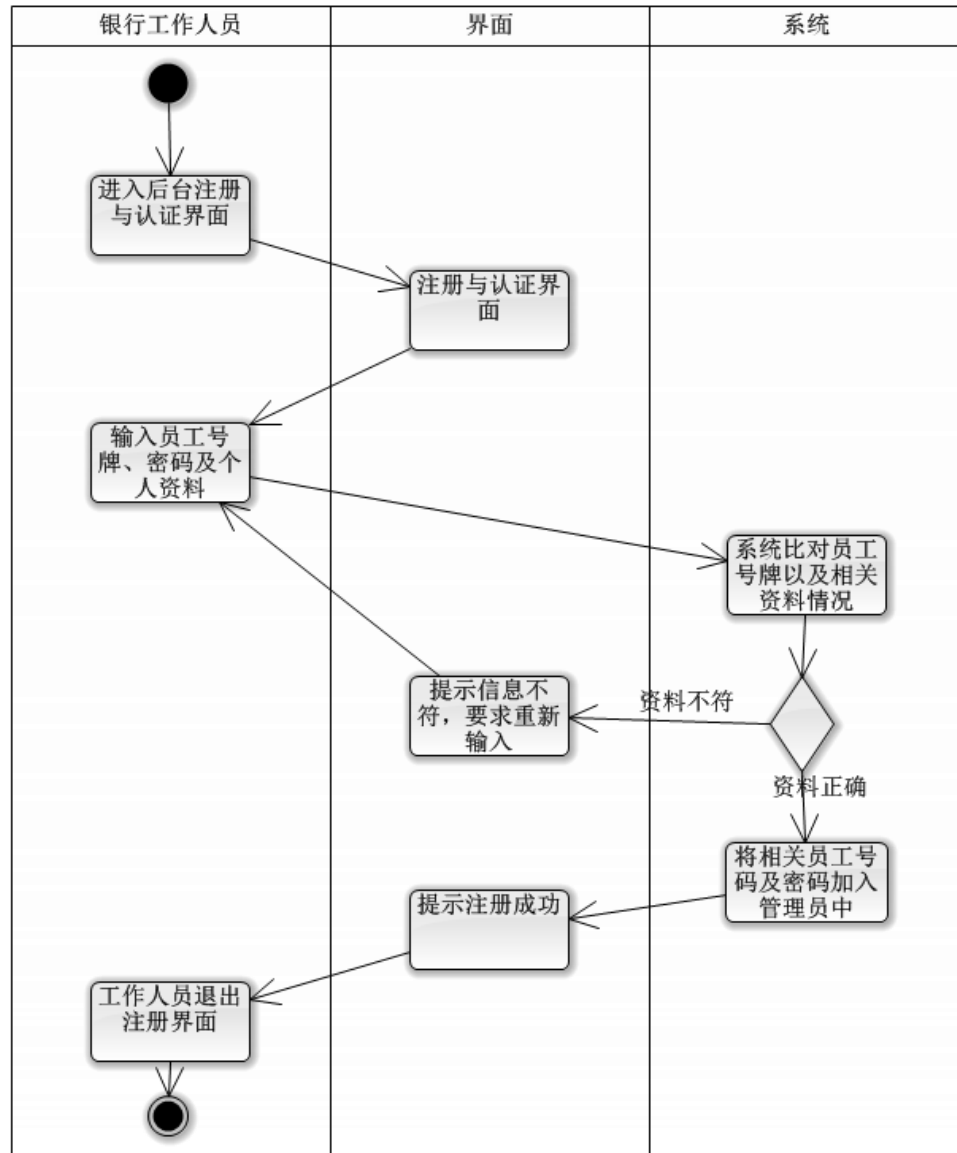 银行工作人员
界面
系统
进入后台注册
与认证界面
注册与认证界
面
输入员工号
牌、密码及个
人资料
系统比对员工
号牌以及相关
资料情况
提示信息不
符，要求重新
输入
资料不符
资料正确
将相关员工号
码及密码加入
管理员中
提示注册成功
工作人员退出
注册界面